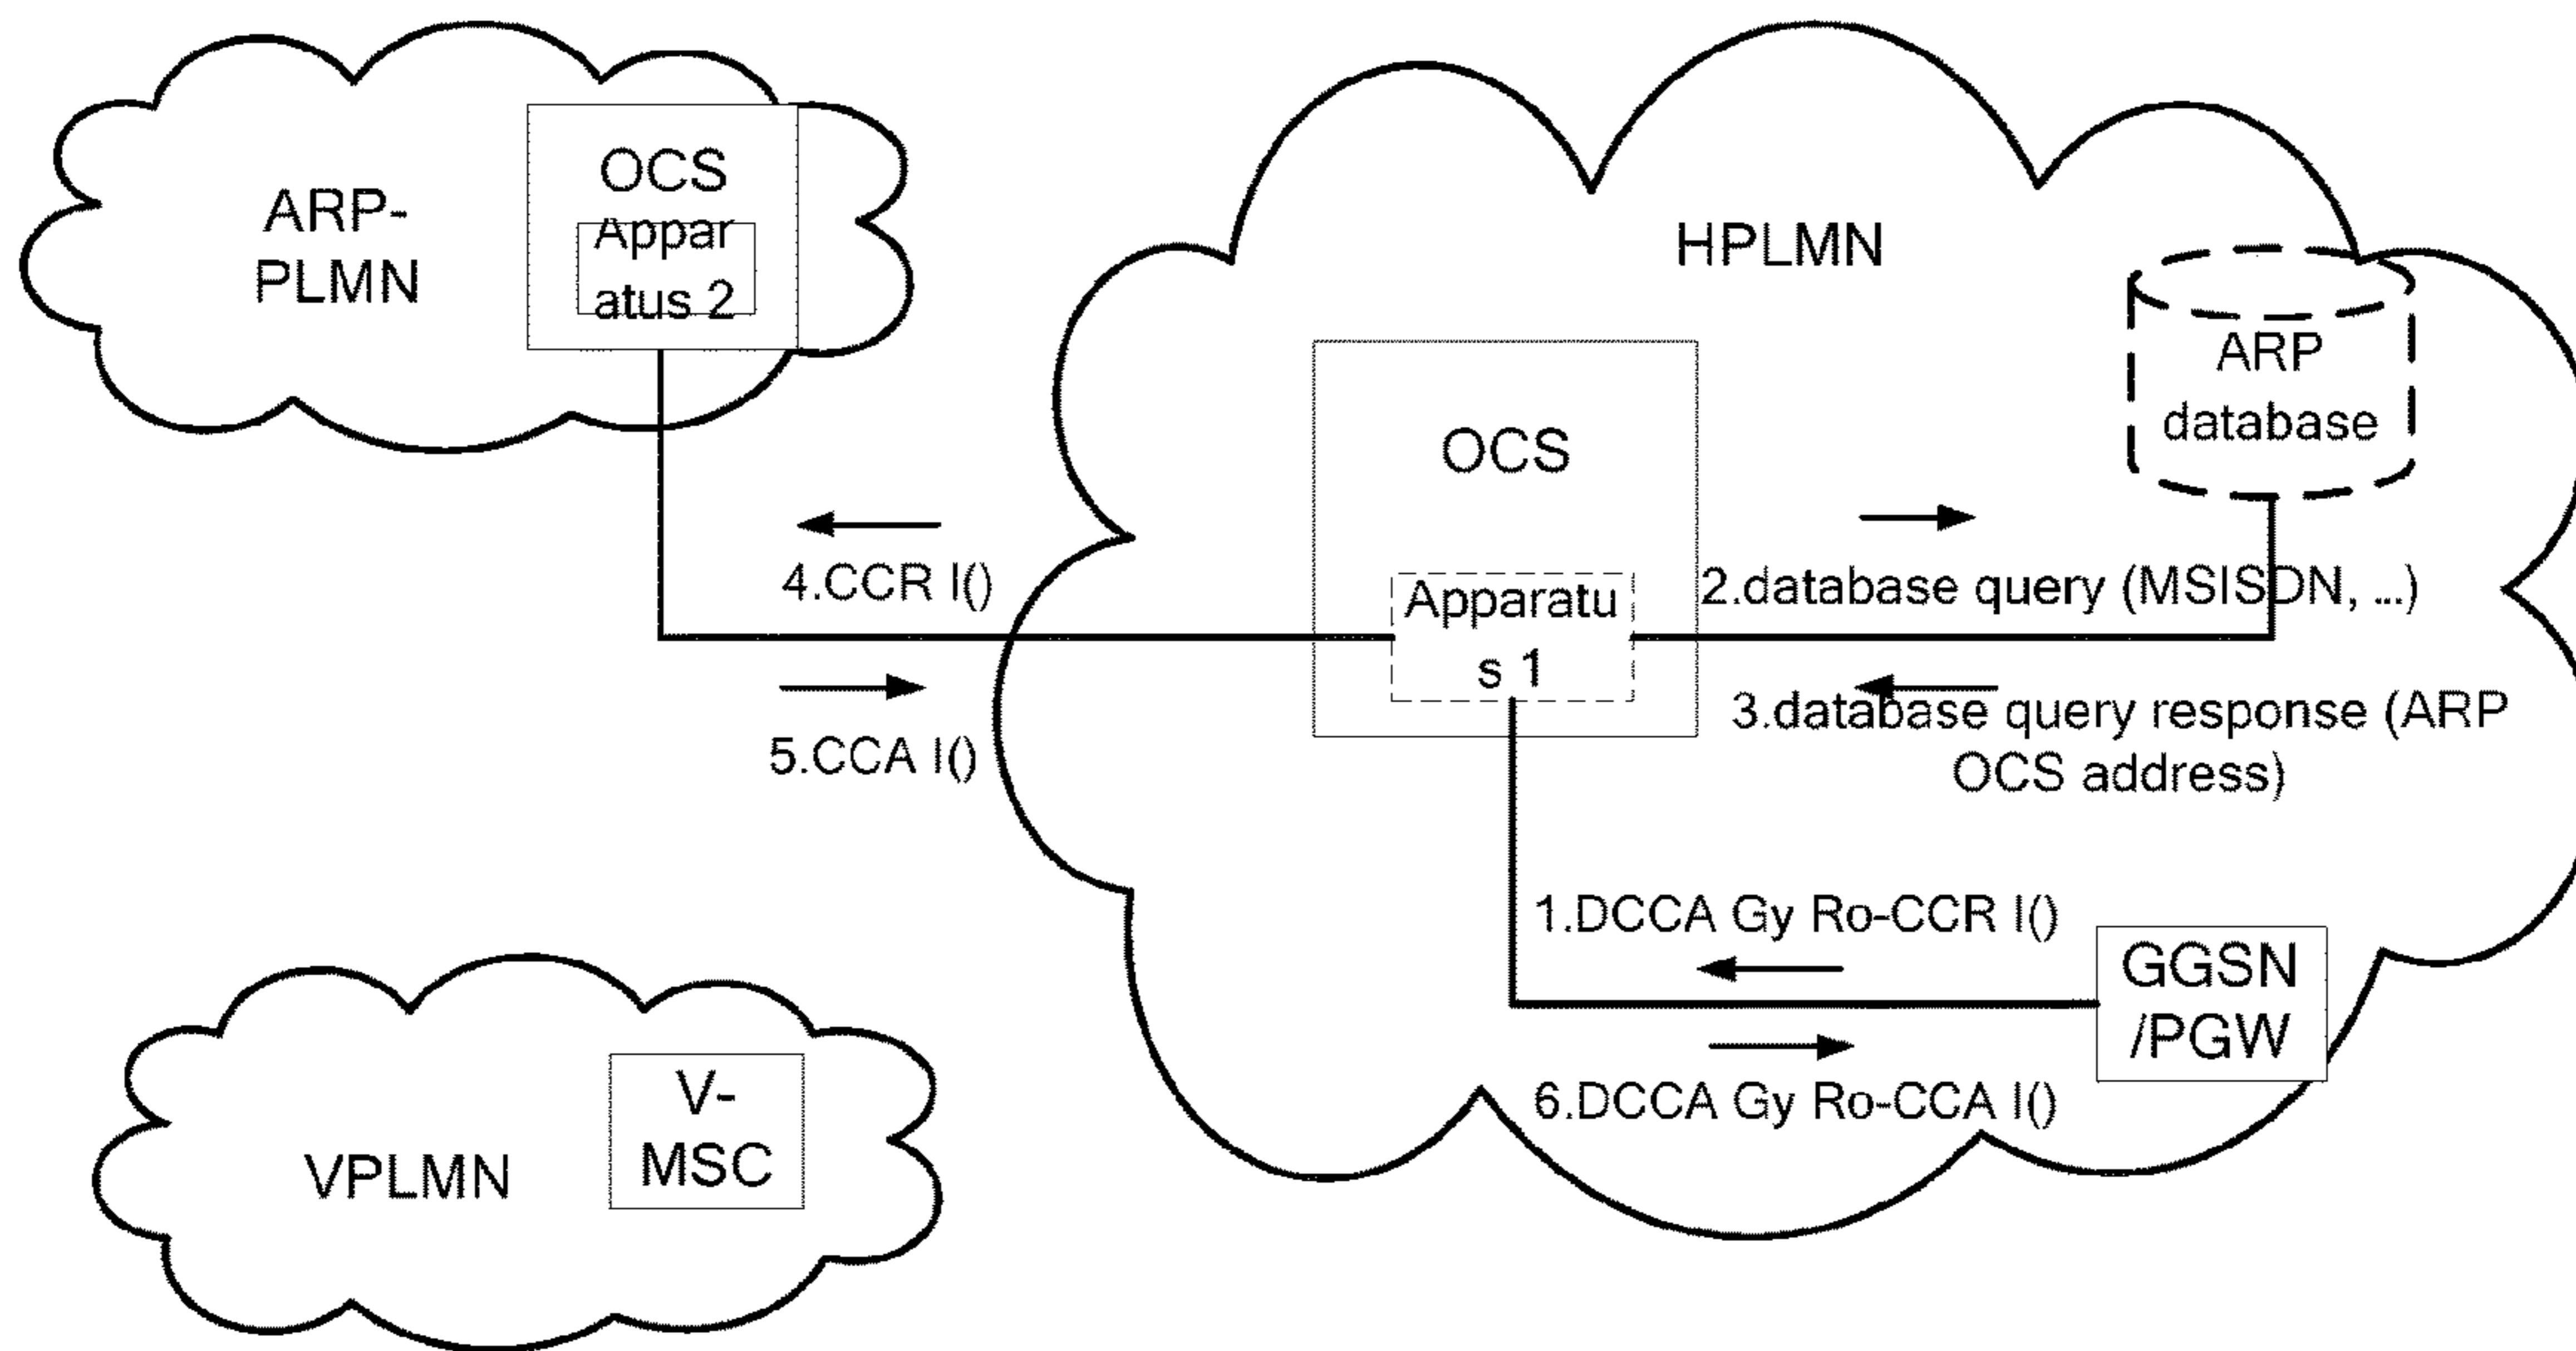 ARP-
PLMN
OCS
Appar
atus 2
HPLMN
ARP
database
OCS
Apparatu
s 1
4.CCR I()
5.CCA I()
2.database query (MSISDN, ...)
3.database query response (ARP
OCS address)
1.DCCA Gy Ro-CCR I()
6.DCCA Gy Ro-CCA I()
GGSN
/PGW
VPLMN
V-
MSC